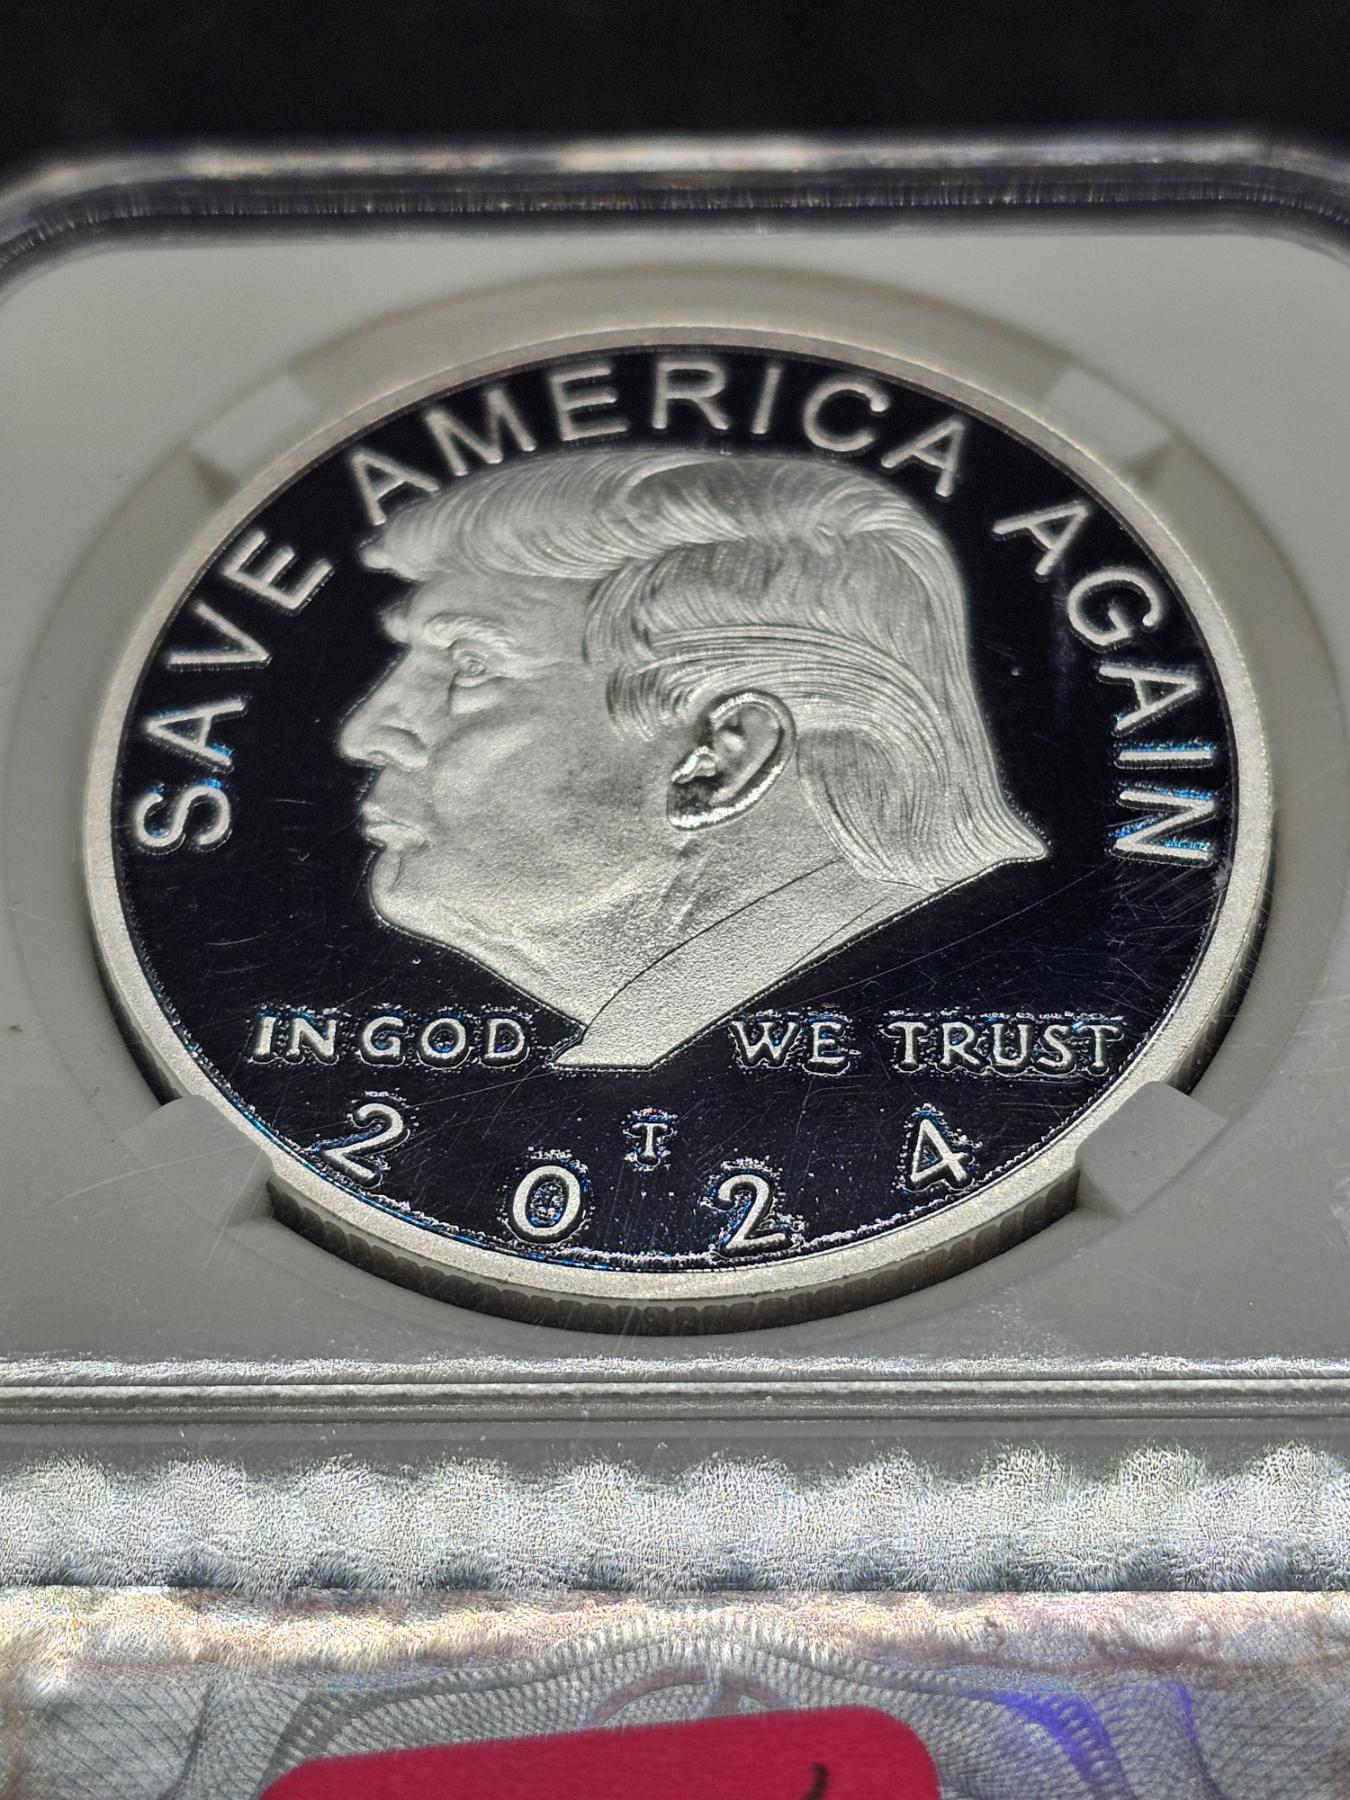 SAVE AMERICA AGAIN
IN GOD WE TRUST
T
2024